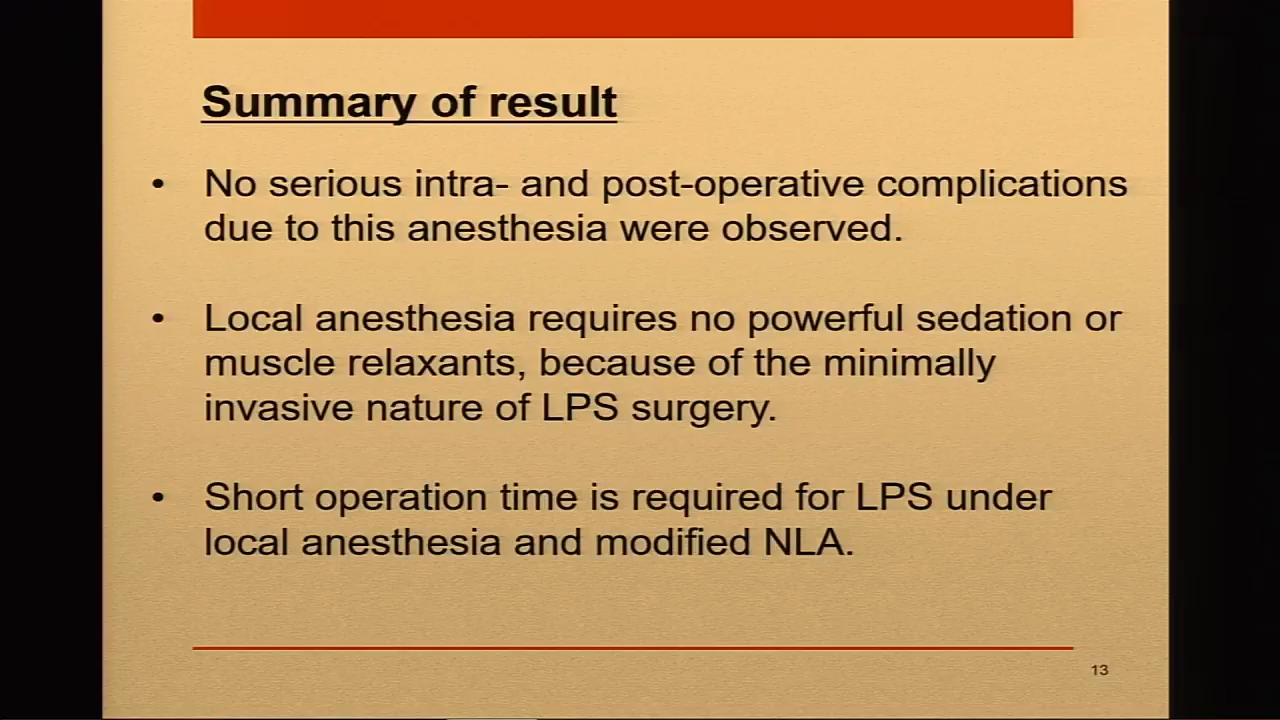 Summary of result
• No serious intra- and post-operative complications
due to this anesthesia were observed.
• Local anesthesia requires no powerful sedation or
muscle relaxants, because of the minimally
invasive nature of LPS surgery.
• Short operation time is required for LPS under
local anesthesia and modified NLA.
13